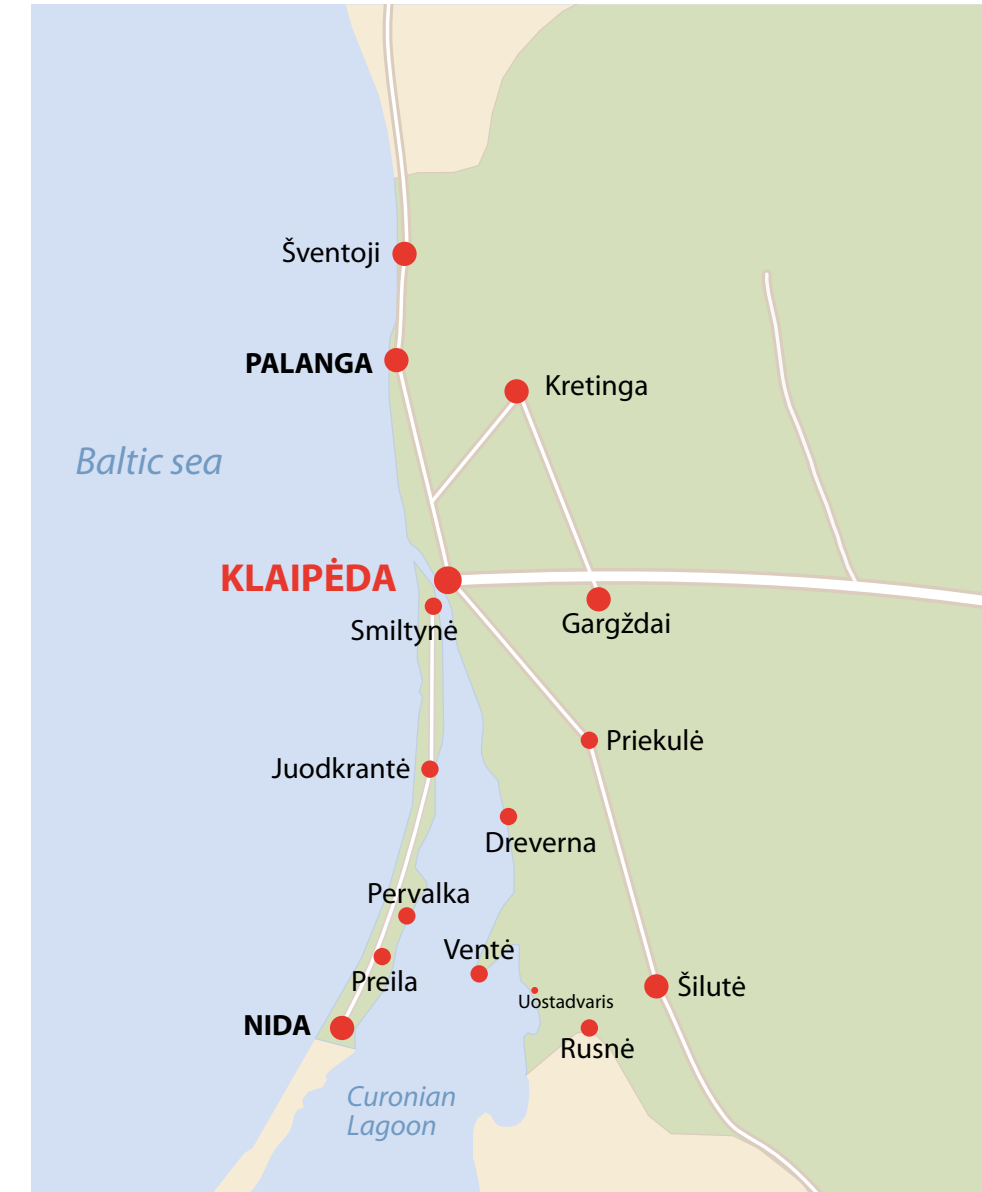 Šventoji
PALANGA
Kretinga
Baltic sea
KLAIPĖDA
Smiltynė
Gargždai
Priekulė
Juodkrantė
Dreverna
Pervalka
Ventė
Preila
Uostadvaris
Šilutė
NIDA
Rusnė
Curonian
Lagoon